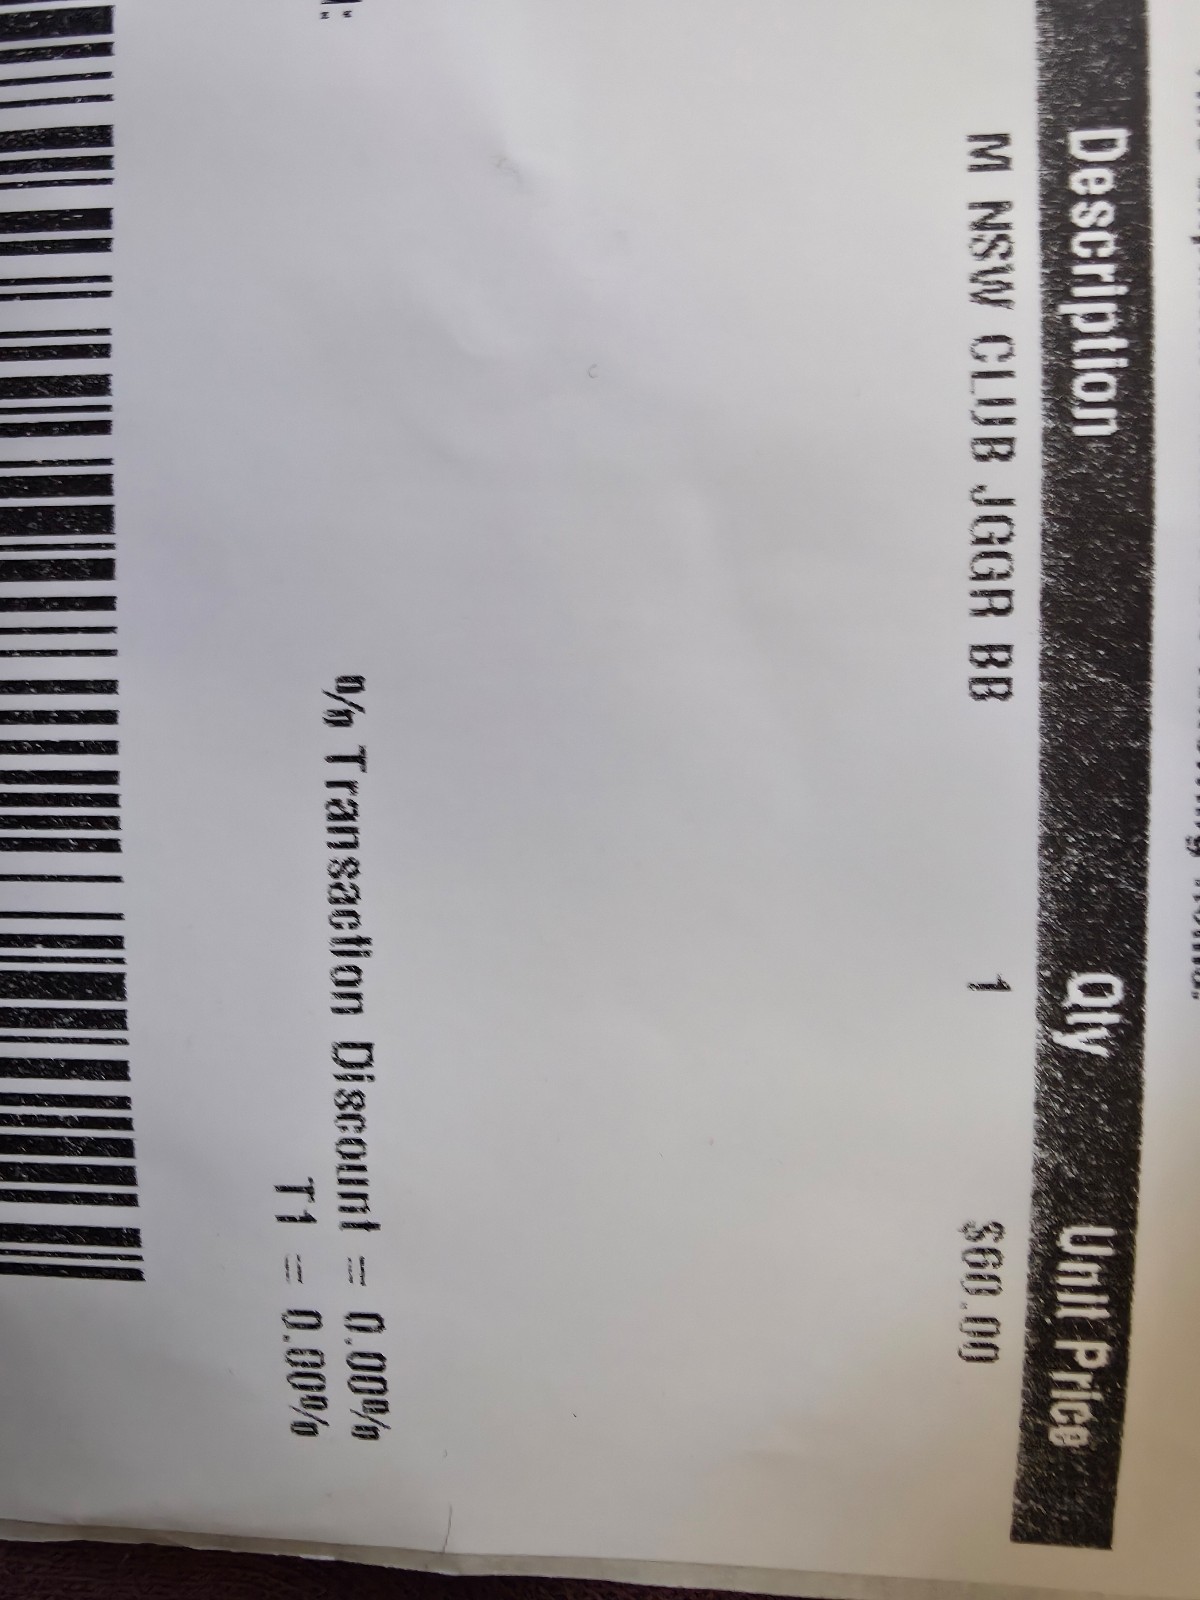 Description Qty Unit Price
M NSW CLUB JGGR BB 1 $60.00
% Transaction Discount = 0.00%
T1 = 0.00%